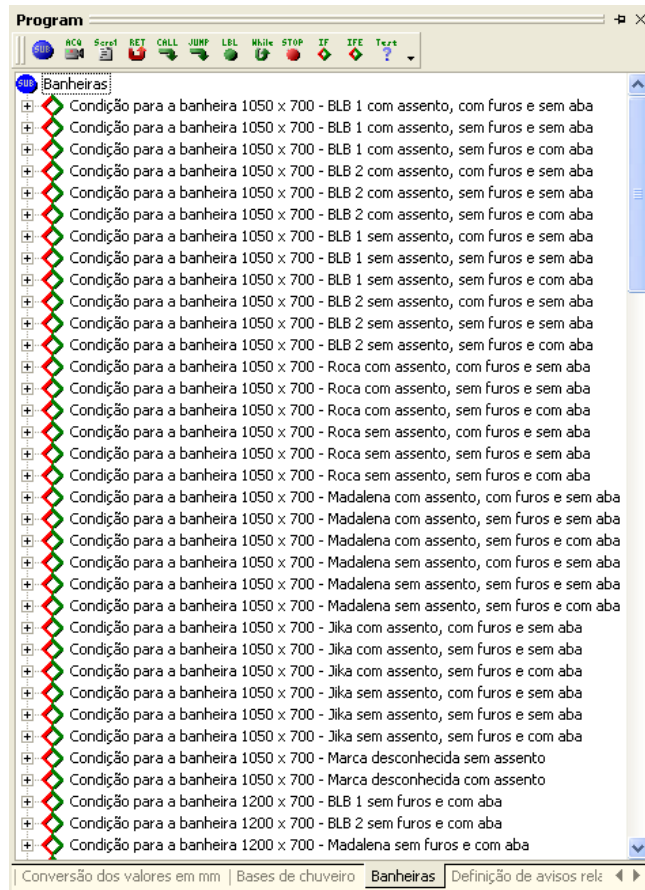 Program
ACQ Script RET CALL JUMP LBL While STOP IF IFE Test
SUB
SUB Banheiras
Condição para a banheira 1050 x 700 - BLB 1 com assento, com furos e sem aba
Condição para a banheira 1050 x 700 - BLB 1 com assento, sem furos e sem aba
Condição para a banheira 1050 x 700 - BLB 1 com assento, sem furos e com aba
Condição para a banheira 1050 x 700 - BLB 2 com assento, com furos e sem aba
Condição para a banheira 1050 x 700 - BLB 2 com assento, sem furos e sem aba
Condição para a banheira 1050 x 700 - BLB 2 com assento, sem furos e com aba
Condição para a banheira 1050 x 700 - BLB 1 sem assento, com furos e sem aba
Condição para a banheira 1050 x 700 - BLB 1 sem assento, sem furos e sem aba
Condição para a banheira 1050 x 700 - BLB 1 sem assento, sem furos e com aba
Condição para a banheira 1050 x 700 - BLB 2 sem assento, com furos e sem aba
Condição para a banheira 1050 x 700 - BLB 2 sem assento, sem furos e sem aba
Condição para a banheira 1050 x 700 - BLB 2 sem assento, sem furos e com aba
Condição para a banheira 1050 x 700 - Roca com assento, com furos e sem aba
Condição para a banheira 1050 x 700 - Roca com assento, sem furos e sem aba
Condição para a banheira 1050 x 700 - Roca com assento, sem furos e com aba
Condição para a banheira 1050 x 700 - Roca sem assento, com furos e sem aba
Condição para a banheira 1050 x 700 - Roca sem assento, sem furos e sem aba
Condição para a banheira 1050 x 700 - Roca sem assento, sem furos e com aba
Condição para a banheira 1050 x 700 - Madalena com assento, com furos e sem aba
Condição para a banheira 1050 x 700 - Madalena com assento, sem furos e sem aba
Condição para a banheira 1050 x 700 - Madalena com assento, sem furos e com aba
Condição para a banheira 1050 x 700 - Madalena sem assento, com furos e sem aba
Condição para a banheira 1050 x 700 - Madalena sem assento, sem furos e sem aba
Condição para a banheira 1050 x 700 - Madalena sem assento, sem furos e com aba
Condição para a banheira 1050 x 700 - Jika com assento, com furos e sem aba
Condição para a banheira 1050 x 700 - Jika com assento, sem furos e sem aba
Condição para a banheira 1050 x 700 - Jika com assento, sem furos e com aba
Condição para a banheira 1050 x 700 - Jika sem assento, com furos e sem aba
Condição para a banheira 1050 x 700 - Jika sem assento, sem furos e sem aba
Condição para a banheira 1050 x 700 - Jika sem assento, sem furos e com aba
Condição para a banheira 1050 x 700 - Marca desconhecida sem assento
Condição para a banheira 1050 x 700 - Marca desconhecida com assento
Condição para a banheira 1200 x 700 - BLB 1 sem furos e com aba
Condição para a banheira 1200 x 700 - BLB 2 sem furos e com aba
Condição para a banheira 1200 x 700 - Madalena sem furos e com aba
Conversão dos valores em mm | Bases de chuveiro | Banheiras | Definição de avisos rela